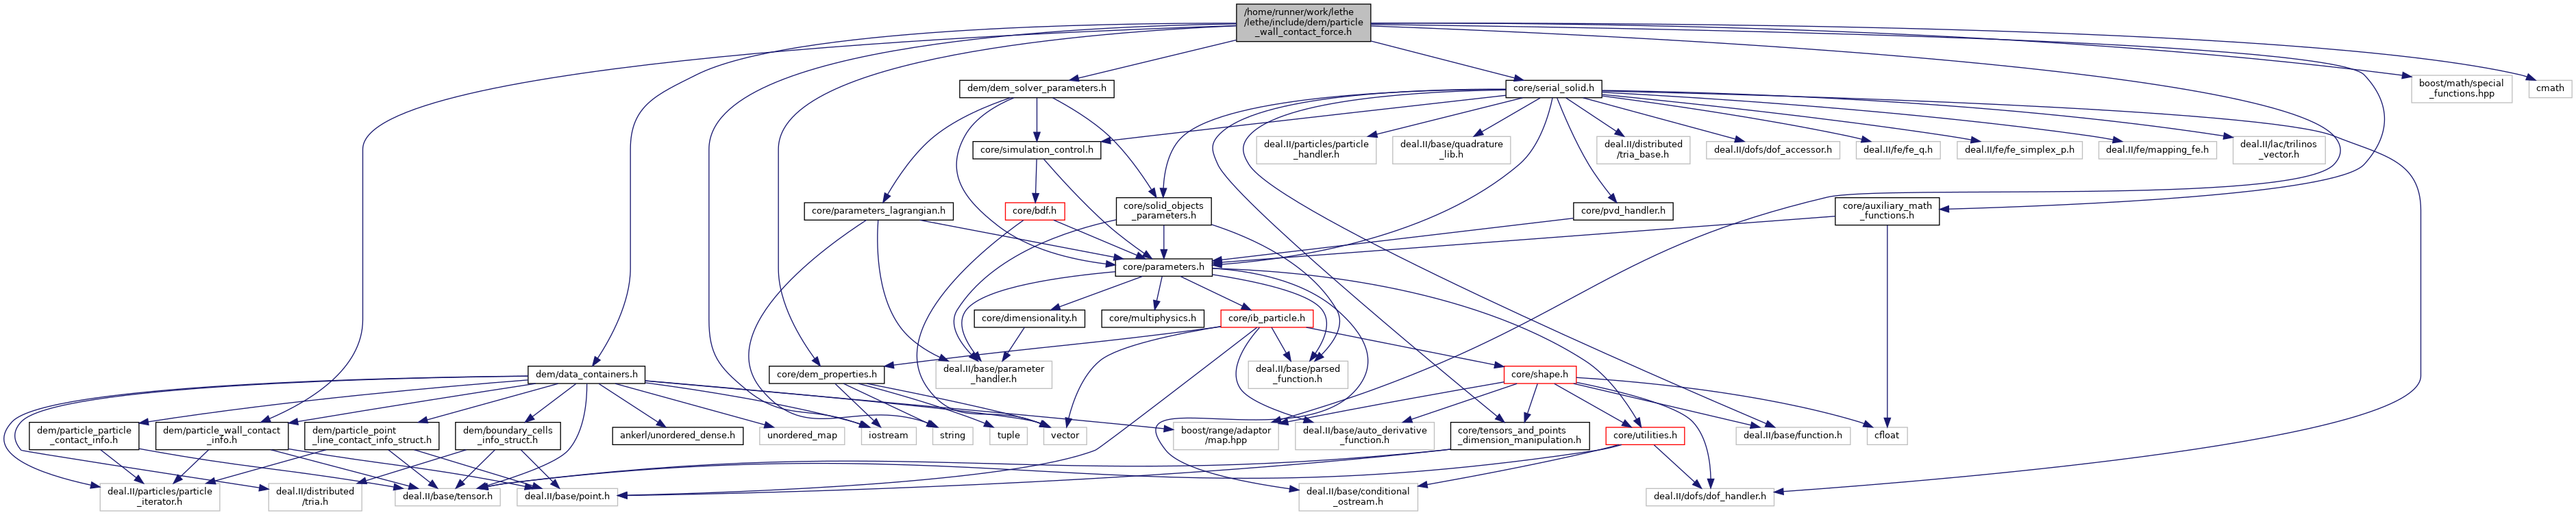 /home/runner/work/lethe
/lethe/include/dem/particle
_wall_contact_force.h
dem/dem_solver_parameters.h
core/serial_solid.h
boost/math/special
_functions.hpp
cmath
core/simulation_control.h
deal.II/particles/particle
_handler.h
deal.II/base/quadrature
_lib.h
deal.II/distributed
/tria_base.h
deal.II/dofs/dof_accessor.h
deal.II/fe/fe_q.h
deal.II/fe/fe_simplex_p.h
deal.II/fe/mapping_fe.h
deal.II/lac/trilinos
_vector.h
core/parameters_lagrangian.h
core/bdf.h
core/solid_objects
_parameters.h
core/pvd_handler.h
core/auxiliary_math
_functions.h
core/parameters.h
core/dimensionality.h
core/multiphysics.h
core/ib_particle.h
dem/data_containers.h
core/dem_properties.h
deal.II/base/parameter
_handler.h
deal.II/base/parsed
_function.h
core/shape.h
dem/particle_particle
_contact_info.h
dem/particle_wall_contact
_info.h
dem/particle_point
_line_contact_info_struct.h
dem/boundary_cells
_info_struct.h
ankerl/unordered_dense.h
unordered_map
iostream
string
tuple
vector
boost/range/adaptor
/map.hpp
deal.II/base/auto_derivative
_function.h
core/tensors_and_points
_dimension_manipulation.h
core/utilities.h
deal.II/base/function.h
cfloat
deal.II/particles/particle
_iterator.h
deal.II/distributed
/tria.h
deal.II/base/tensor.h
deal.II/base/point.h
deal.II/base/conditional
_ostream.h
deal.II/dofs/dof_handler.h